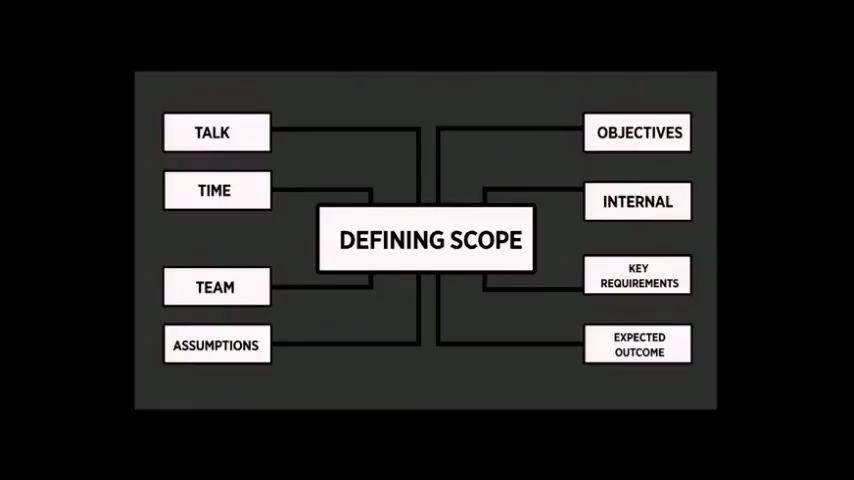 TALK
TIME
TEAM
ASSUMPTIONS
DEFINING SCOPE
OBJECTIVES
INTERNAL
KEY
REQUIREMENTS
EXPECTED
OUTCOME